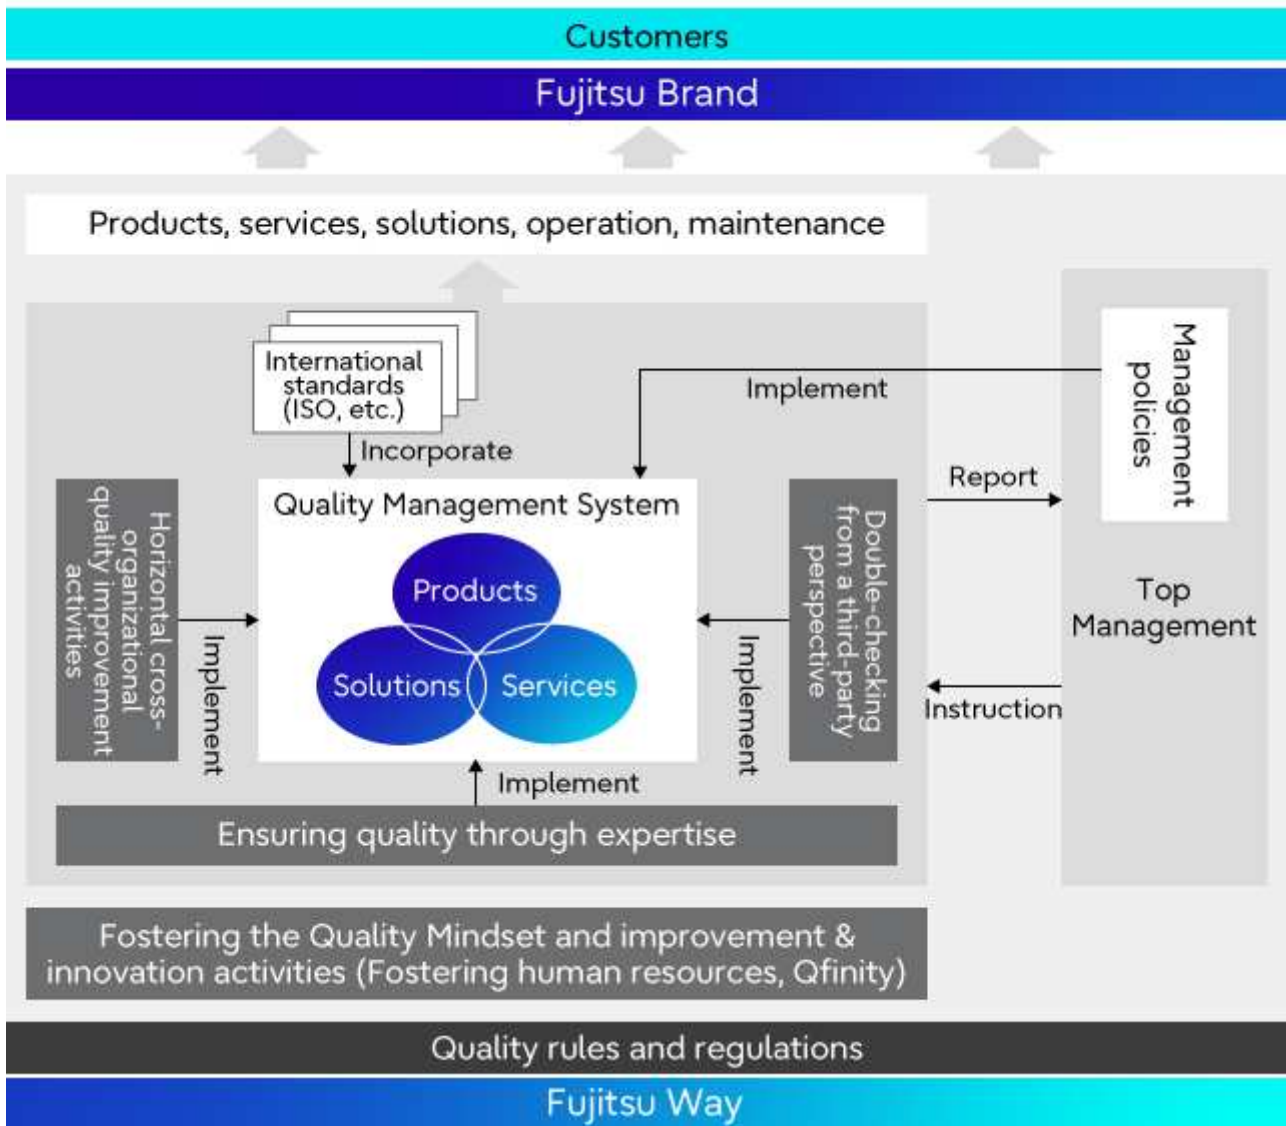 Customers
Fujitsu Brand
Products, services, solutions, operation, maintenance
International
standards
(ISO, etc.)
Incorporate
Implement
Management
policies
Report
Top
Management
Instruction
Horizontal cross-
organizational
quality improvement
activities
Implement
Quality Management System
Products
Solutions
Services
Implement
Double-checking
from a third-party
perspective
Implement
Ensuring quality through expertise
Fostering the Quality Mindset and improvement &
innovation activities (Fostering human resources, Qfinity)
Quality rules and regulations
Fujitsu Way